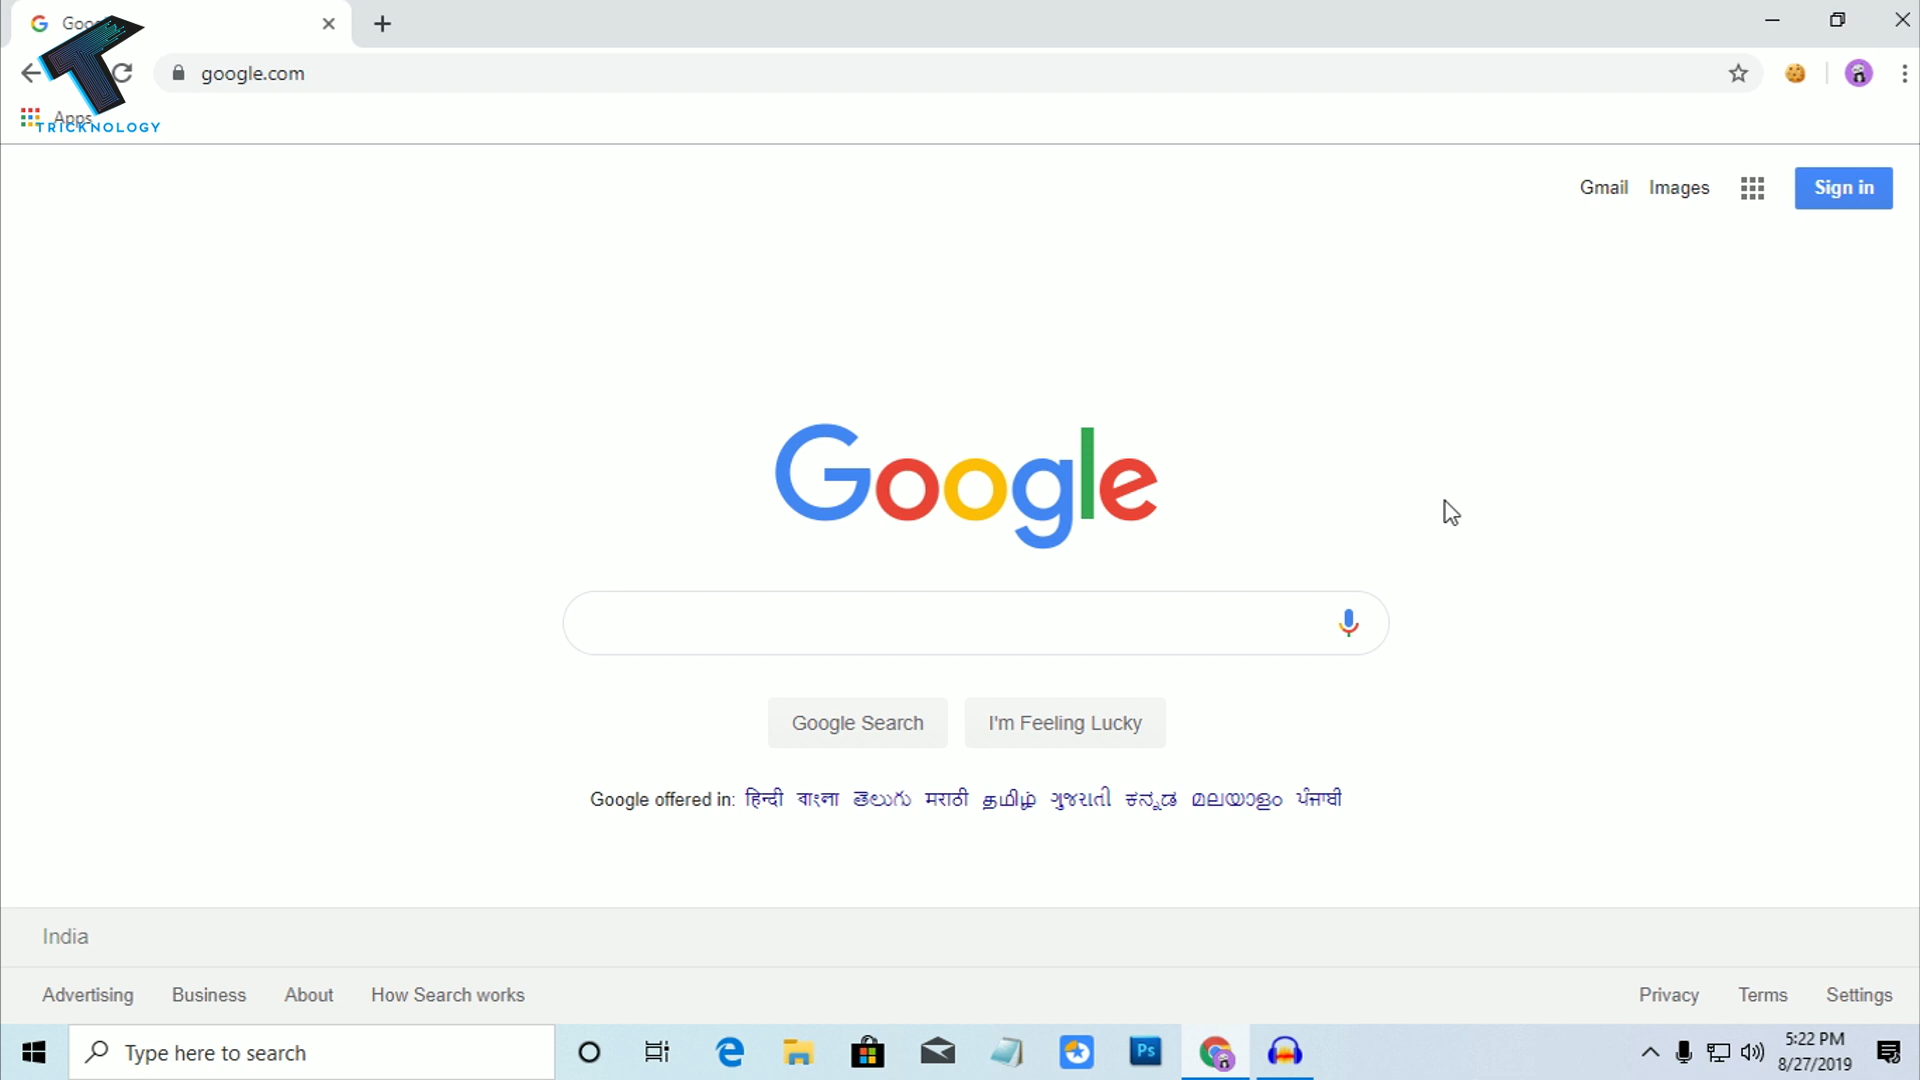 google.com
Apps
TRICKNOLOGY
Gmail Images Sign in
Google
Google Search I'm Feeling Lucky
Google offered in: हिन्दी বাংলা తెలుగు मराठी தமிழ் ગુજરાતી ಕನ್ನಡ മലയാളം ਪੰਜਾਬੀ
India
Advertising Business About How Search works Privacy Terms Settings
Type here to search Ps 5:22 PM
8/27/2019